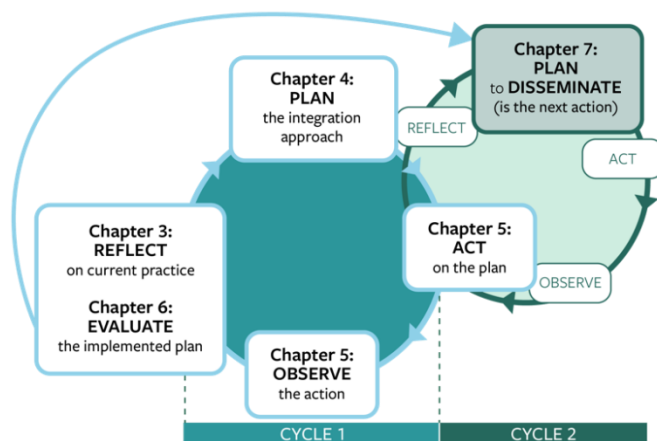 Chapter 7:
PLAN
to DISSEMINATE
(is the next action)
Chapter 4:
PLAN
the integration
approach
REFLECT
ACT
Chapter 3:
REFLECT
on current practice
Chapter 6:
EVALUATE
the implemented plan
Chapter 5:
ACT
on the plan
OBSERVE
Chapter 5:
OBSERVE
the action
CYCLE 1
CYCLE 2